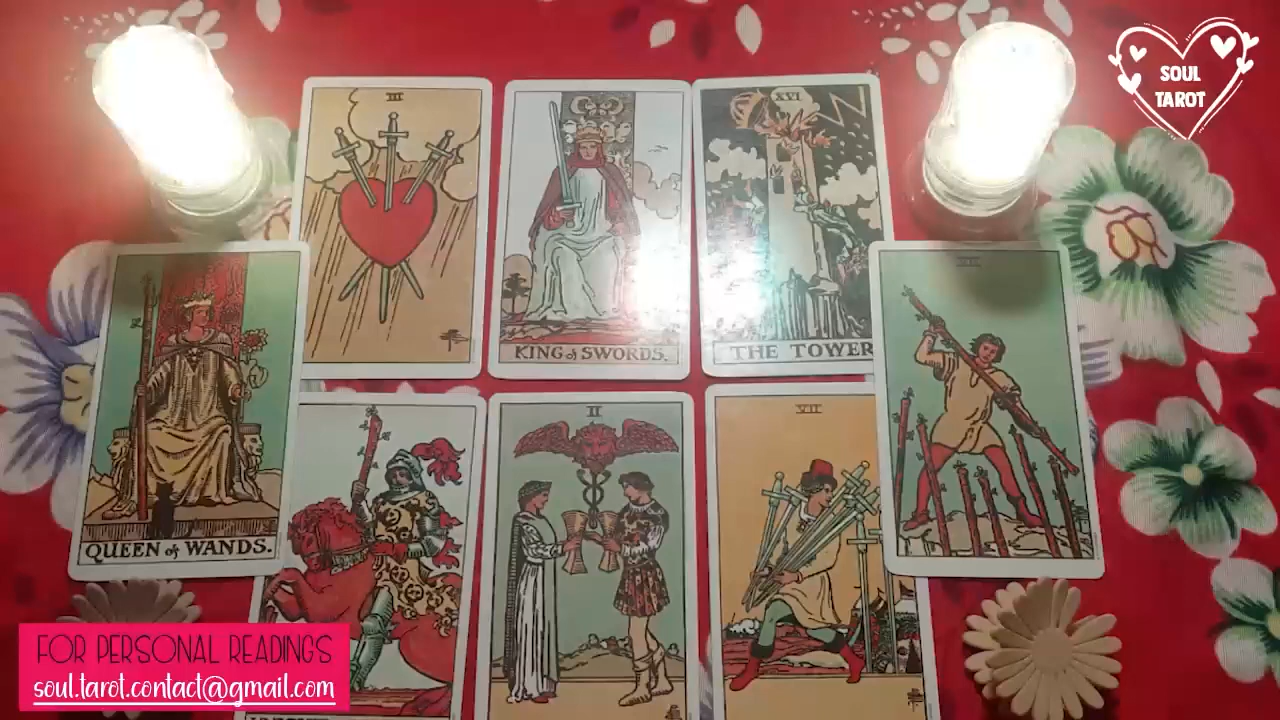 SOUL
TAROT
III
KING of SWORDS.
XVI
THE TOWER
QUEEN of WANDS.
II
VII
FOR PERSONAL READINGS
soul.tarot.contact@gmail.com